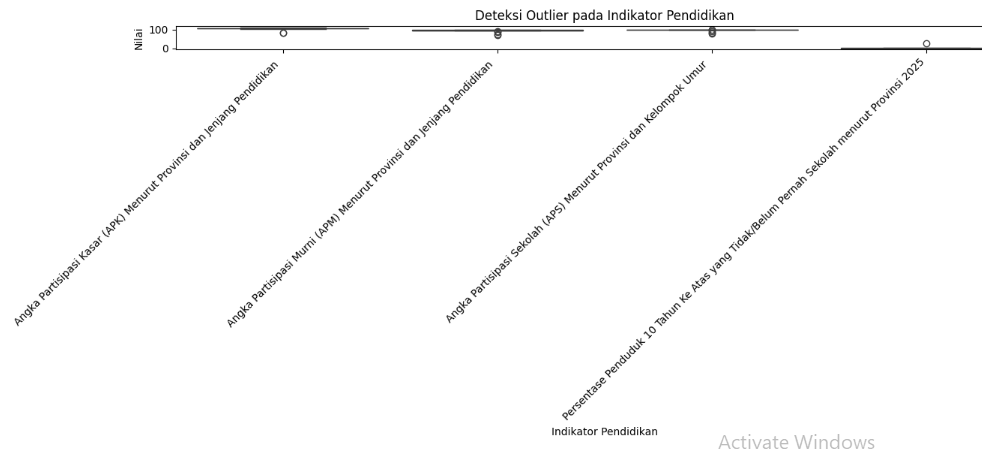 Deteksi Outlier pada Indikator Pendidikan
Nilai
100
0
Angka Partisipasi Kasar (APK) Menurut Provinsi dan Jenjang Pendidikan
Angka Partisipasi Murni (APM) Menurut Provinsi dan Jenjang Pendidikan
Angka Partisipasi Sekolah (APS) Menurut Provinsi dan Kelompok Umur
Persentase Penduduk 10 Tahun Ke Atas yang Tidak/Belum Pernah Sekolah menurut Provinsi 2025
Indikator Pendidikan
Activate Windows